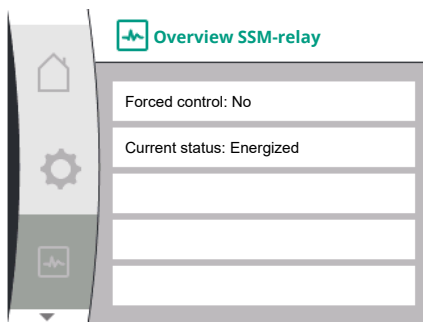 Overview SSM-relay
Forced control: No
Current status: Energized